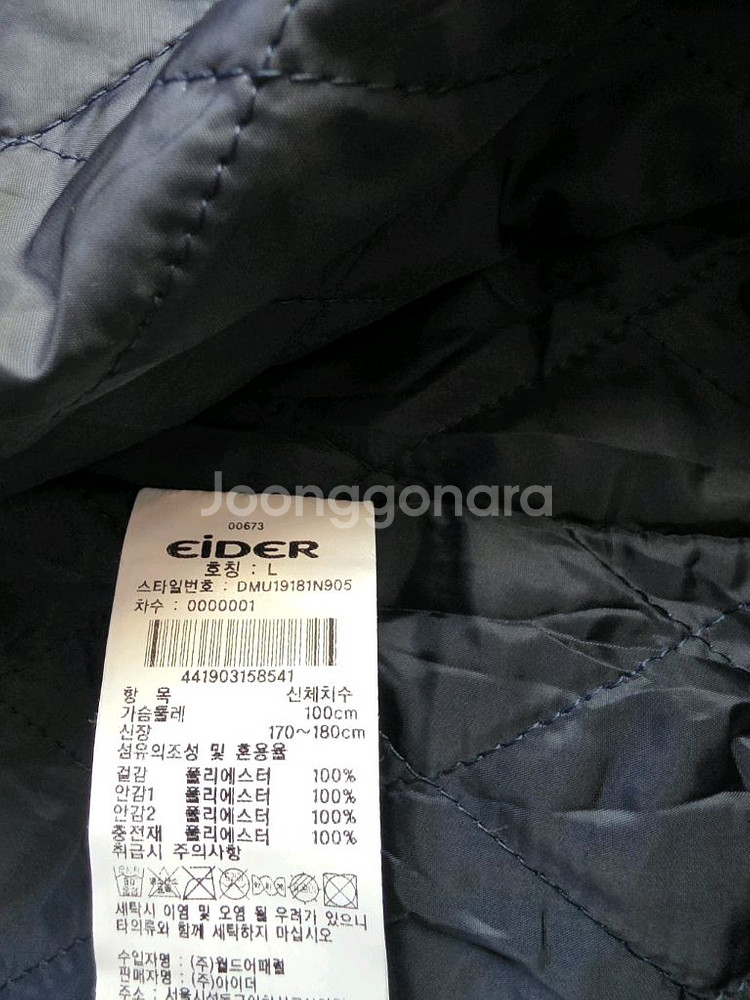 Joonggonara
00673
EiDER
호칭 : L
스타일번호 : DMU19181N905
차수 : 0000001
441903158541
항 목 신체치수
가슴둘레 100cm
신장 170~180cm
섬유의조성 및 혼용율
겉감 폴리에스터 100%
안감1 폴리에스터 100%
안감2 폴리에스터 100%
충전재 폴리에스터 100%
취급시 주의사항
세탁시 이염 및 오염 될 우려가 있으니
타의류와 함께 세탁하지 마십시오
수입자명 : (주)월드어패럴
판매자명 : (주)아이더
주소 :